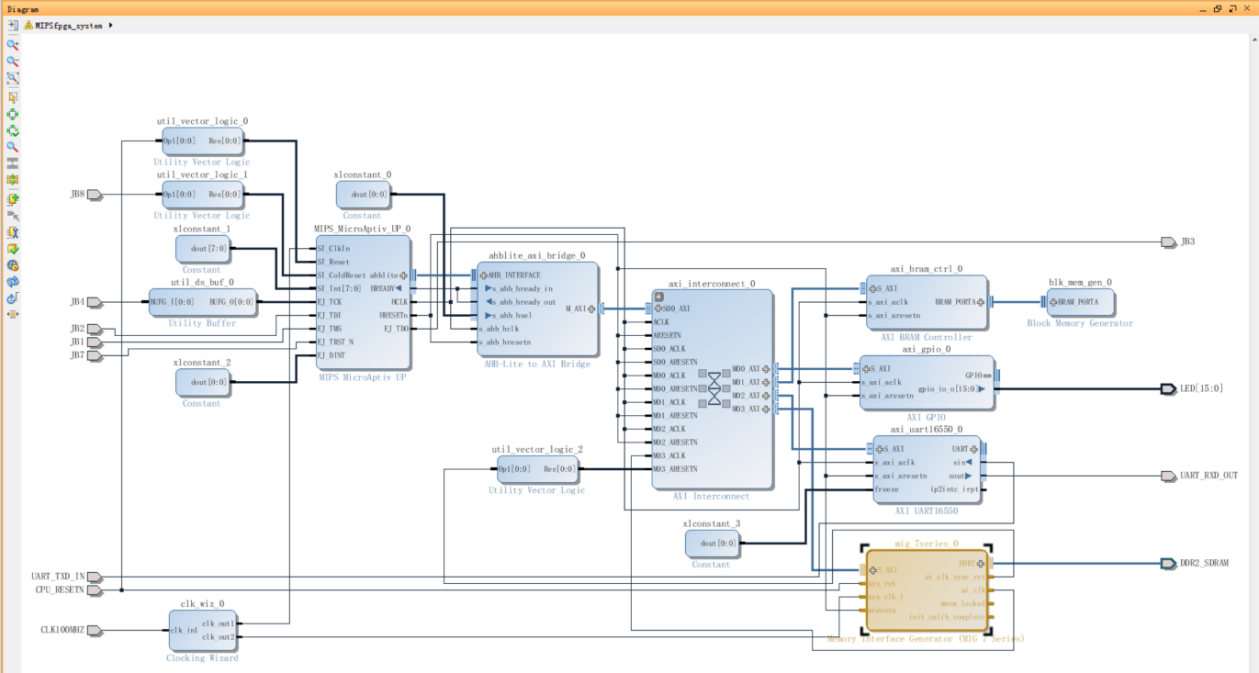 Diagram
MIPSfpga_system
util_vector_logic_0
Op1[0:0] Res[0:0]
Utility Vector Logic
util_vector_logic_1
JB8
Op1[0:0] Res[0:0]
Utility Vector Logic
xlconstant_0
dout[0:0]
Constant
xlconstant_1
dout[7:0]
Constant
util_ds_buf_0
JB4
BUFG_I[0:0] BUFG_O[0:0]
Utility Buffer
JB2
JB1
JB7
xlconstant_2
dout[0:0]
Constant
MIPS_MicroAptiv_UP_0
SI_ClkIn
SI_Reset
SI_ColdReset ahblite
SI_Int[7:0] HREADY
EJ_TCK HCLK
EJ_TDI HRESETn
EJ_TMS EJ_TDO
EJ_TRST_N
EJ_DINT
MIPS MicroAptiv UP
ahblite_axi_bridge_0
AHB_INTERFACE
s_ahb_hready_in
s_ahb_hready_out
s_ahb_hsel
s_ahb_hclk
s_ahb_hresetn
M_AXI
AHB-Lite to AXI Bridge
axi_interconnect_0
S00_AXI
ACLK
ARESETN
S00_ACLK
S00_ARESETN
M00_ACLK
M00_ARESETN
M01_ACLK
M01_ARESETN
M02_ACLK
M02_ARESETN
M03_ACLK
M03_ARESETN
M00_AXI
M01_AXI
M02_AXI
M03_AXI
AXI Interconnect
util_vector_logic_2
Op1[0:0] Res[0:0]
Utility Vector Logic
xlconstant_3
dout[0:0]
Constant
JB3
axi_bram_ctrl_0
S_AXI
s_axi_aclk BRAM_PORTA
s_axi_aresetn
AXI BRAM Controller
blk_mem_gen_0
BRAM_PORTA
Block Memory Generator
axi_gpio_0
S_AXI GPIO
s_axi_aclk gpio_io_o[15:0]
s_axi_aresetn
AXI GPIO
LED[15:0]
axi_uart16550_0
S_AXI UART
s_axi_aclk sin
s_axi_aresetn sout
freeze ip2intc_irpt
AXI UART16550
UART_RXD_OUT
mig_7series_0
S_AXI DDR2
sys_rst ui_clk_sync_rst
sys_clk_i ui_clk
aresetn mmcm_locked
init_calib_complete
Memory Interface Generator (MIG 7 Series)
DDR2_SDRAM
UART_TXD_IN
CPU_RESETN
CLK100MHZ
clk_wiz_0
clk_in1 clk_out1
clk_out2
Clocking Wizard